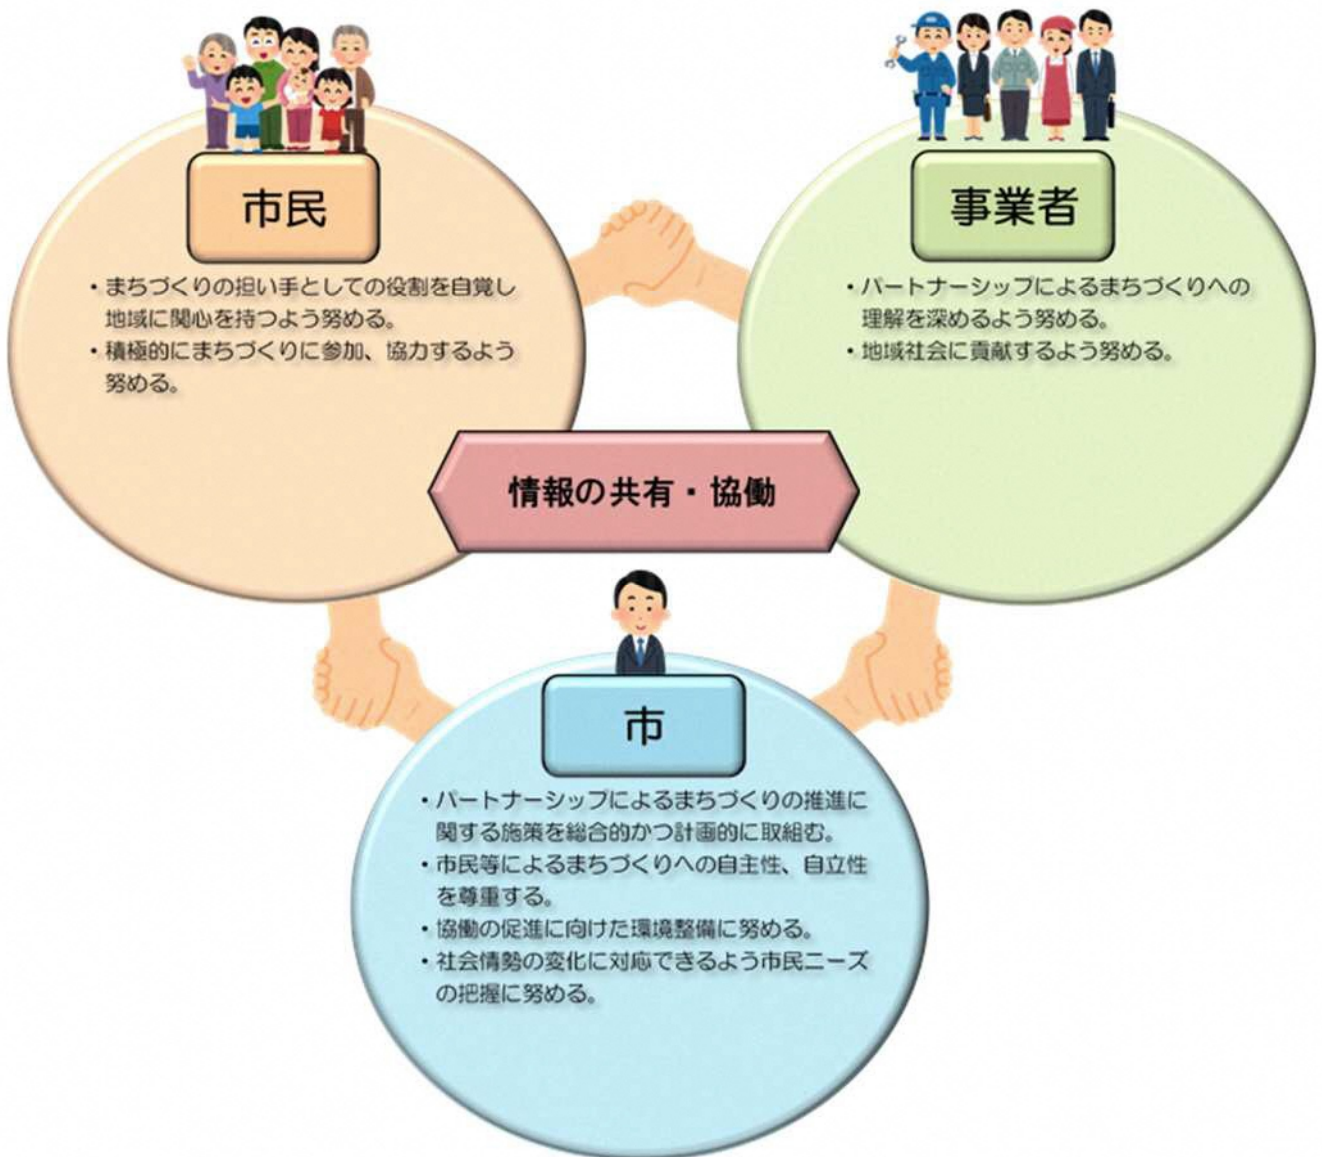 市民
・まちづくりの担い手としての役割を自覚し
地域に関心を持つよう努める。
・積極的にまちづくりに参加、協力するよう
努める。
事業者
・パートナーシップによるまちづくりへの
理解を深めるよう努める。
・地域社会に貢献するよう努める。
情報の共有・協働
市
・パートナーシップによるまちづくりの推進に
関する施策を総合的かつ計画的に取組む。
・市民等によるまちづくりへの自主性、自立性
を尊重する。
・協働の促進に向けた環境整備に努める。
・社会情勢の変化に対応できるよう市民ニーズ
の把握に努める。